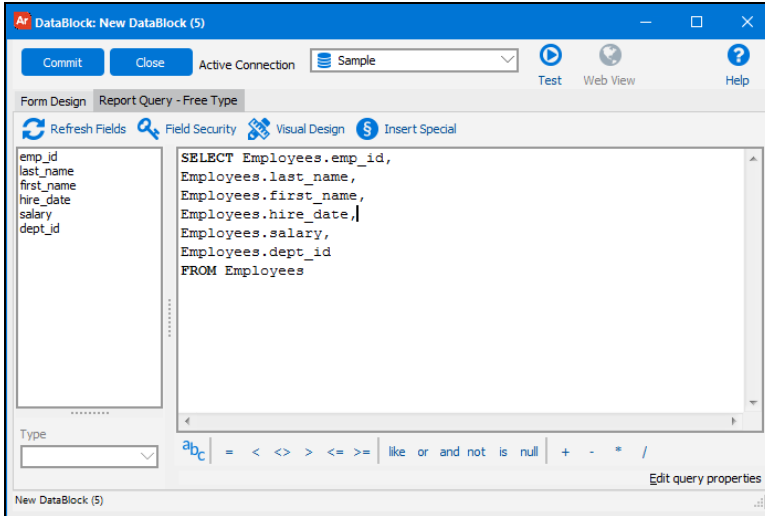 Ar DataBlock: New DataBlock (5)
Commit Close Active Connection Sample
Test Web View Help
Form Design Report Query - Free Type
Refresh Fields Field Security Visual Design § Insert Special
emp_id
last_name
first_name
hire_date
salary
dept_id
SELECT Employees.emp_id,
Employees.last_name,
Employees.first_name,
Employees.hire_date,
Employees.salary,
Employees.dept_id
FROM Employees
Type
abc = < <> > <= >= like or and not is null + - * /
Edit query properties
New DataBlock (5)